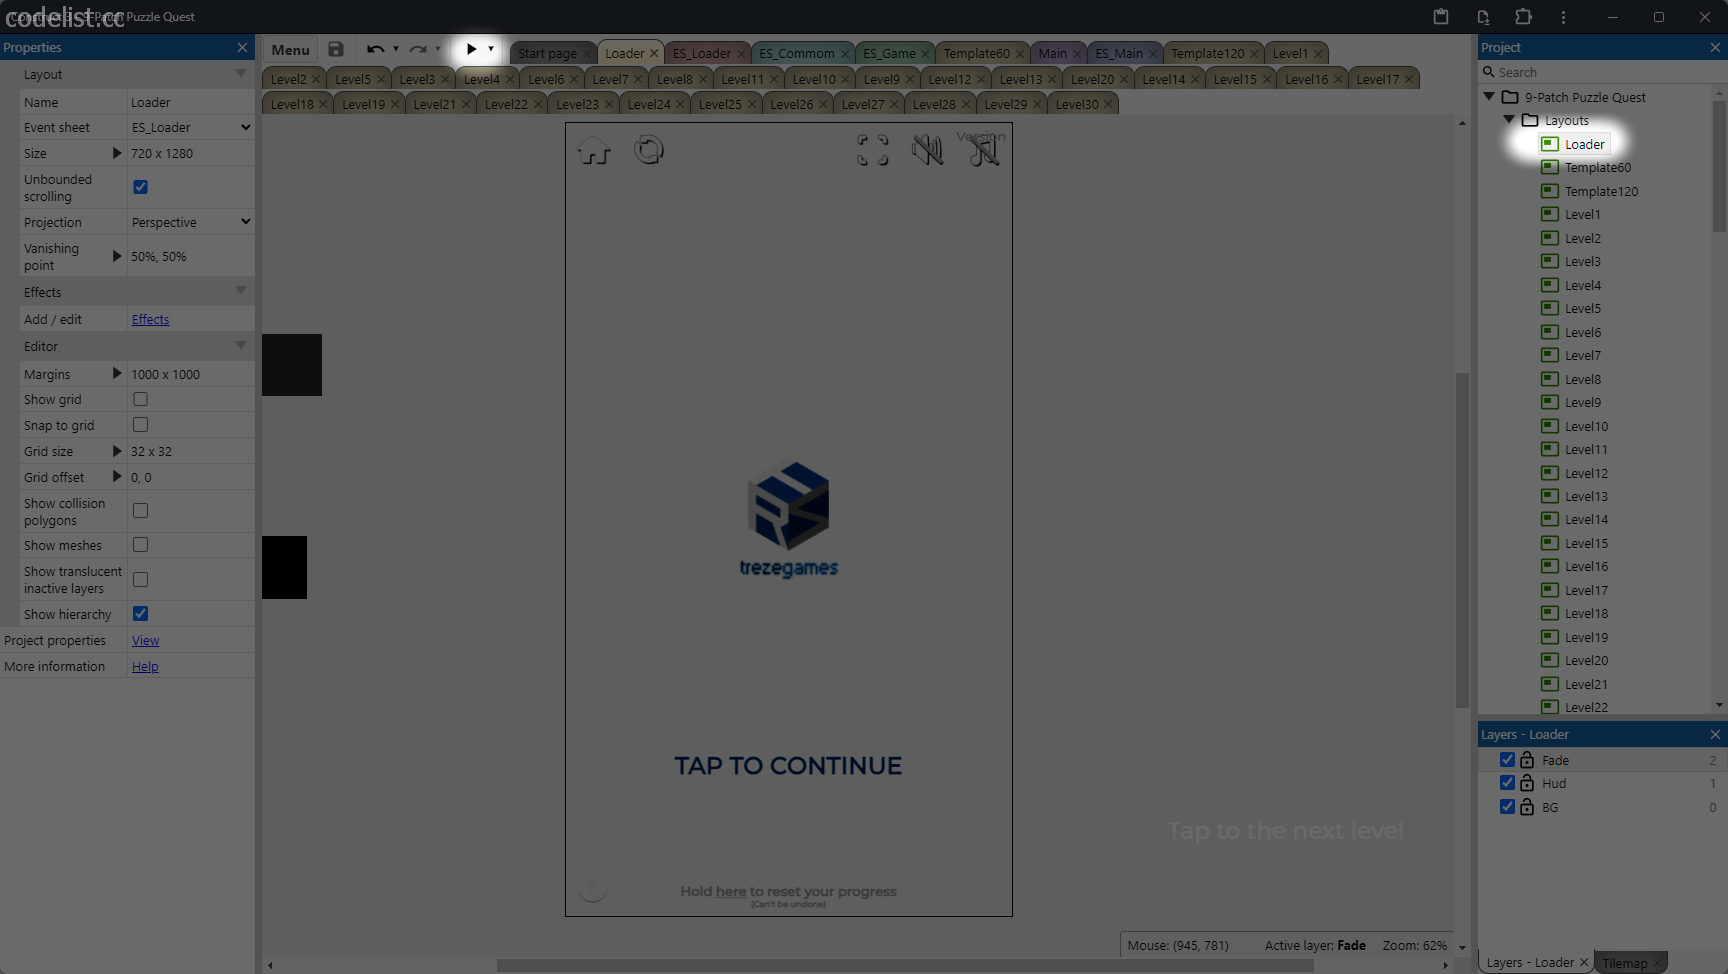 codelist.cc
9-Patch Puzzle Quest
Properties
Menu
Start page
Loader
ES_Loader
ES_Commom
ES_Game
Template60
Main
ES_Main
Template120
Level1
Level2
Level5
Level3
Level4
Level6
Level7
Level8
Level11
Level10
Level9
Level12
Level13
Level20
Level14
Level15
Level16
Level17
Level18
Level19
Level21
Level22
Level23
Level24
Level25
Level26
Level27
Level28
Level29
Level30
Layout
Name Loader
Event sheet ES_Loader
Size 720 x 1280
Unbounded
scrolling
Projection Perspective
Vanishing
point 50%, 50%
Effects
Add / edit Effects
Editor
Margins 1000 x 1000
Show grid
Snap to grid
Grid size 32 x 32
Grid offset 0, 0
Show collision
polygons
Show meshes
Show translucent
inactive layers
Show hierarchy
Project properties View
More information Help
Version
trezegames
TAP TO CONTINUE
Tap to the next level
Hold here to reset your progress
(Can't be undone)
Mouse: (945, 781) Active layer: Fade Zoom: 62%
Project
Search
9-Patch Puzzle Quest
Layouts
Loader
Template60
Template120
Level1
Level2
Level3
Level4
Level5
Level6
Level7
Level8
Level9
Level10
Level11
Level12
Level13
Level14
Level15
Level16
Level17
Level18
Level19
Level20
Level21
Level22
Layers - Loader
Fade 2
Hud 1
BG 0
Layers - Loader
Tilemap